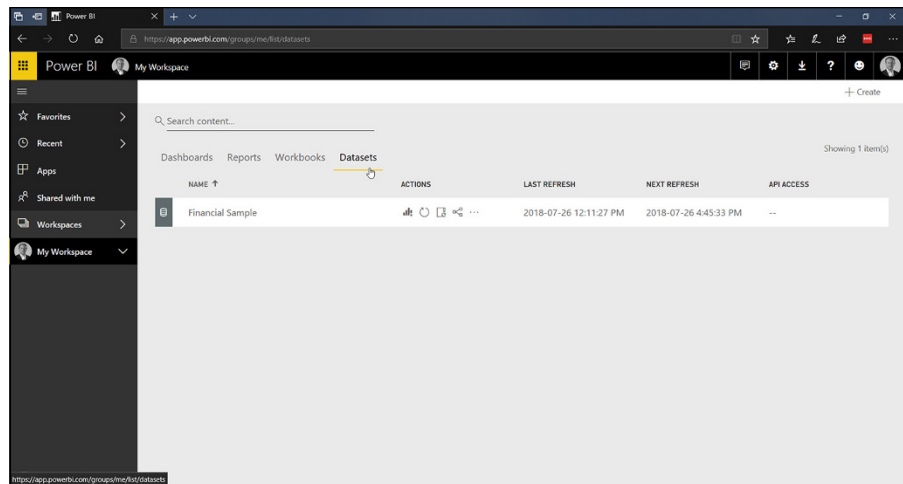 Power BI
https://app.powerbi.com/groups/me/list/datasets
Power BI My Workspace
?
Create
Favorites
Search content...
Recent
Showing 1 item(s)
Dashboards Reports Workbooks Datasets
Apps
NAME ACTIONS LAST REFRESH NEXT REFRESH API ACCESS
Shared with me
Financial Sample 2018-07-26 12:11:27 PM 2018-07-26 4:45:33 PM --
Workspaces
My Workspace
https://app.powerbi.com/groups/me/list/datasets